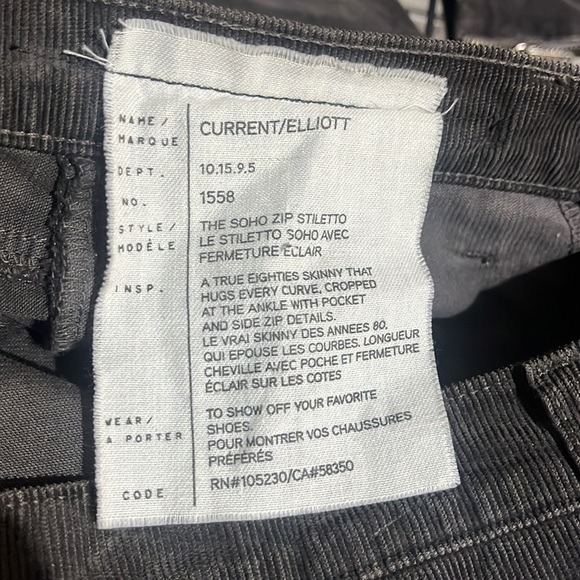 NAME/ MARQUE CURRENT/ELLIOTT
DEPT. 10.15.9.5
NO. 1558
STYLE/ MODÈLE THE SOHO ZIP STILETTO
LE STILETTO SOHO AVEC
FERMETURE ÉCLAIR
INSP. A TRUE EIGHTIES SKINNY THAT
HUGS EVERY CURVE, CROPPED
AT THE ANKLE WITH POCKET
AND SIDE ZIP DETAILS.
LE VRAI SKINNY DES ANNEES 80,
QUI EPOUSE LES COURBES. LONGUEUR
CHEVILLE AVEC POCHE ET FERMETURE
ÉCLAIR SUR LES COTES
WEAR/ A PORTER TO SHOW OFF YOUR FAVORITE
SHOES.
POUR MONTRER VOS CHAUSSURES
PRÉFÉRÉS
CODE RN#105230/CA#58350